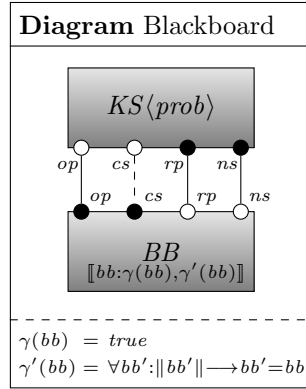 Diagram Blackboard
KS⟨prob⟩
op cs rp ns
op cs rp ns
BB
⟦bb:γ(bb),γ′(bb)⟧
γ(bb) = true
γ′(bb) = ∀bb′:‖bb′‖⟶bb′=bb